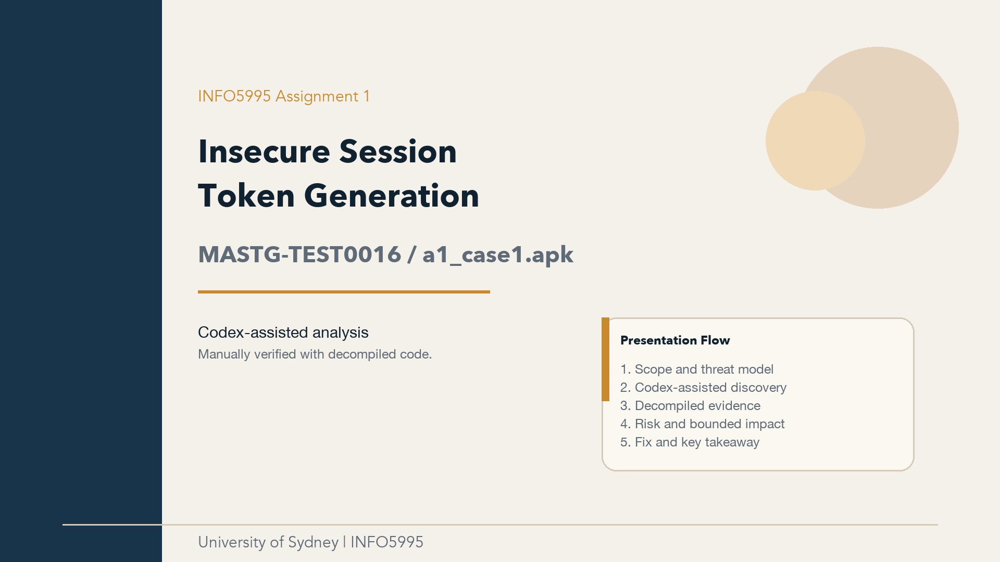 INFO5995 Assignment 1
Insecure Session
Token Generation
MASTG-TEST0016 / a1_case1.apk
Codex-assisted analysis
Manually verified with decompiled code.
Presentation Flow
1. Scope and threat model
2. Codex-assisted discovery
3. Decompiled evidence
4. Risk and bounded impact
5. Fix and key takeaway
University of Sydney | INFO5995